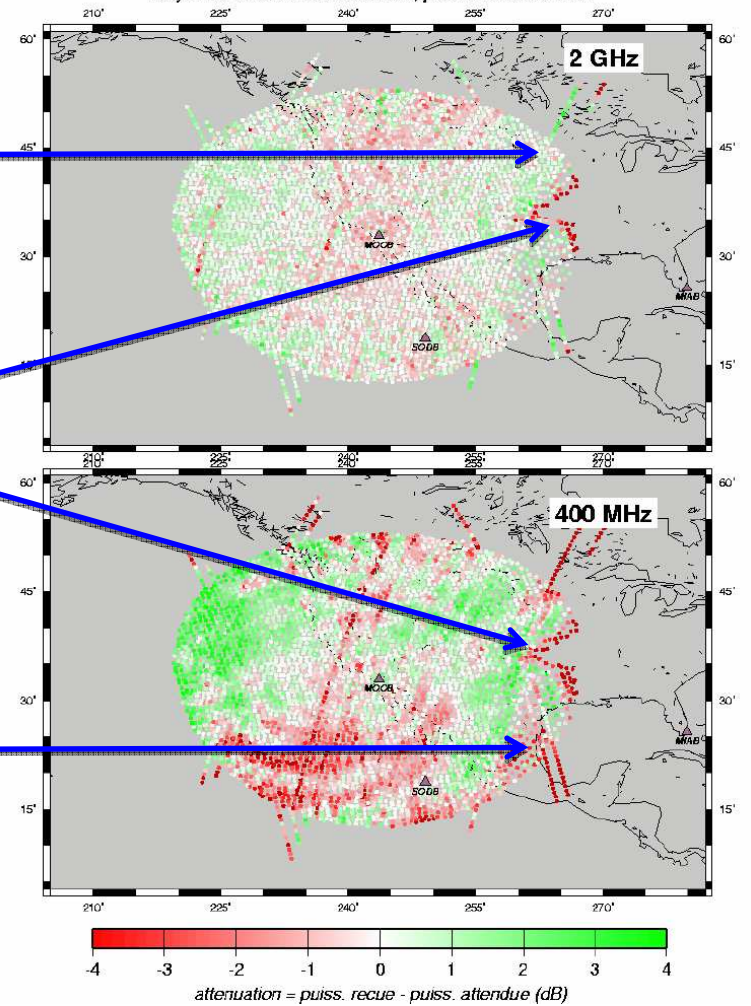 210° 225° 240° 255° 270°
60° 60°
2 GHz
45° 45°
30° 30°
MOOB
MIAB
SODB
15° 15°
210° 225° 240° 255° 270°
210° 225° 240° 255° 270°
60° 60°
400 MHz
45° 45°
30° 30°
MOOB
MIAB
SODB
15° 15°
210° 225° 240° 255° 270°
-4 -3 -2 -1 0 1 2 3 4
attenuation = puiss. recue - puiss. attendue (dB)